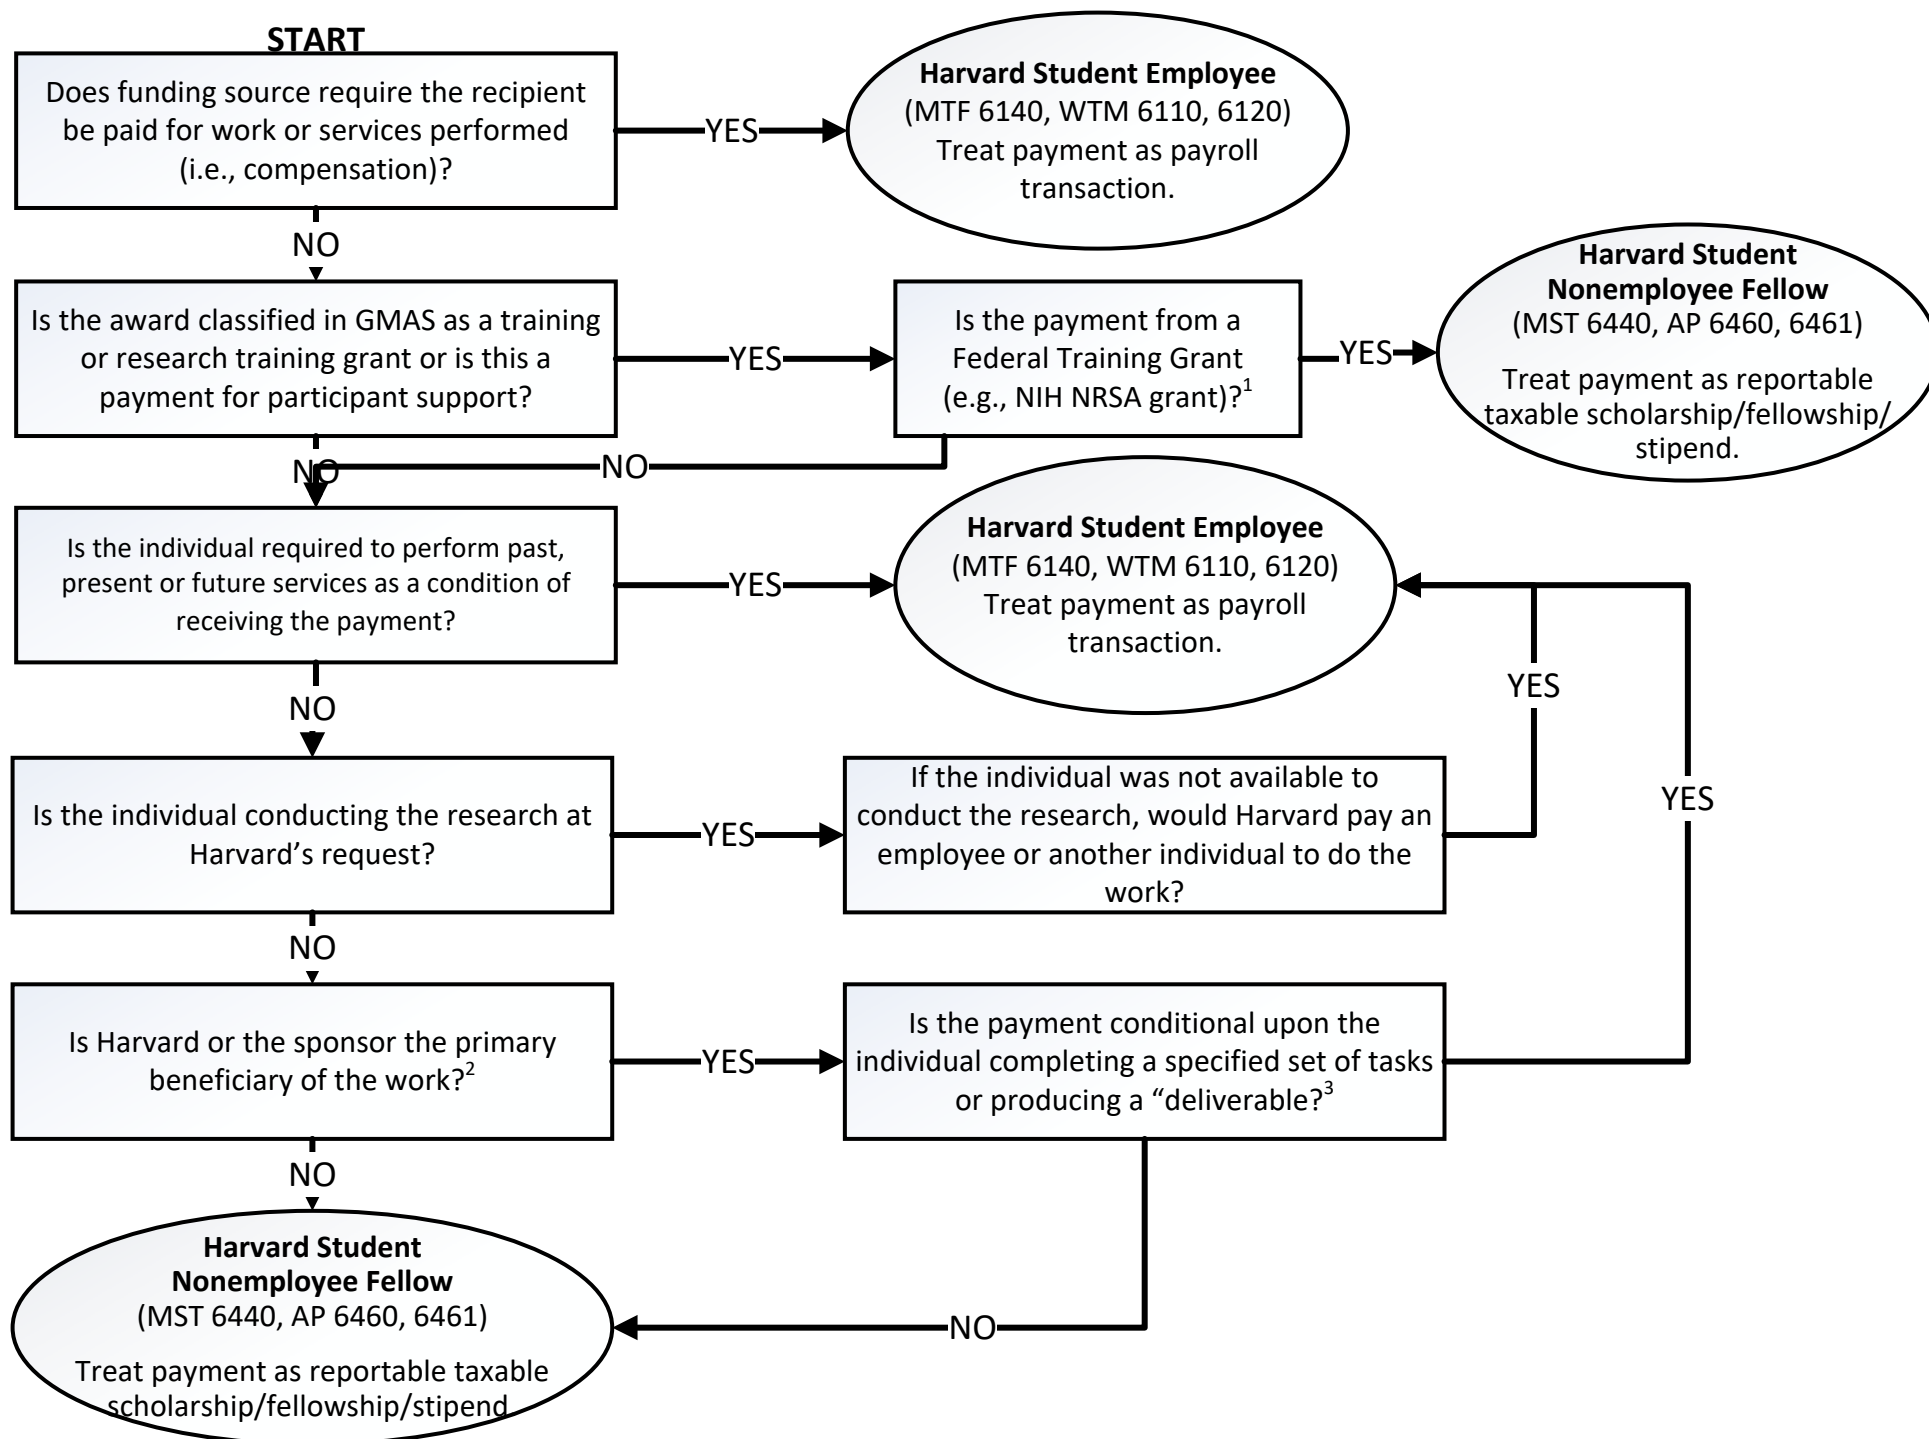 START
Does funding source require the recipient
be paid for work or services performed
(i.e., compensation)?
YES
Harvard Student Employee
(MTF 6140, WTM 6110, 6120)
Treat payment as payroll
transaction.
NO
Is the award classified in GMAS as a training
or research training grant or is this a
payment for participant support?
YES
Is the payment from a
Federal Training Grant
(e.g., NIH NRSA grant)?1
YES
Harvard Student
Nonemployee Fellow
(MST 6440, AP 6460, 6461)
Treat payment as reportable
taxable scholarship/fellowship/
stipend.
NO
NO
Is the individual required to perform past,
present or future services as a condition of
receiving the payment?
YES
Harvard Student Employee
(MTF 6140, WTM 6110, 6120)
Treat payment as payroll
transaction.
NO
Is the individual conducting the research at
Harvard’s request?
YES
If the individual was not available to
conduct the research, would Harvard pay an
employee or another individual to do the
work?
YES
YES
NO
Is Harvard or the sponsor the primary
beneficiary of the work?2
YES
Is the payment conditional upon the
individual completing a specified set of tasks
or producing a “deliverable?3
NO
NO
Harvard Student
Nonemployee Fellow
(MST 6440, AP 6460, 6461)
Treat payment as reportable taxable
scholarship/fellowship/stipend